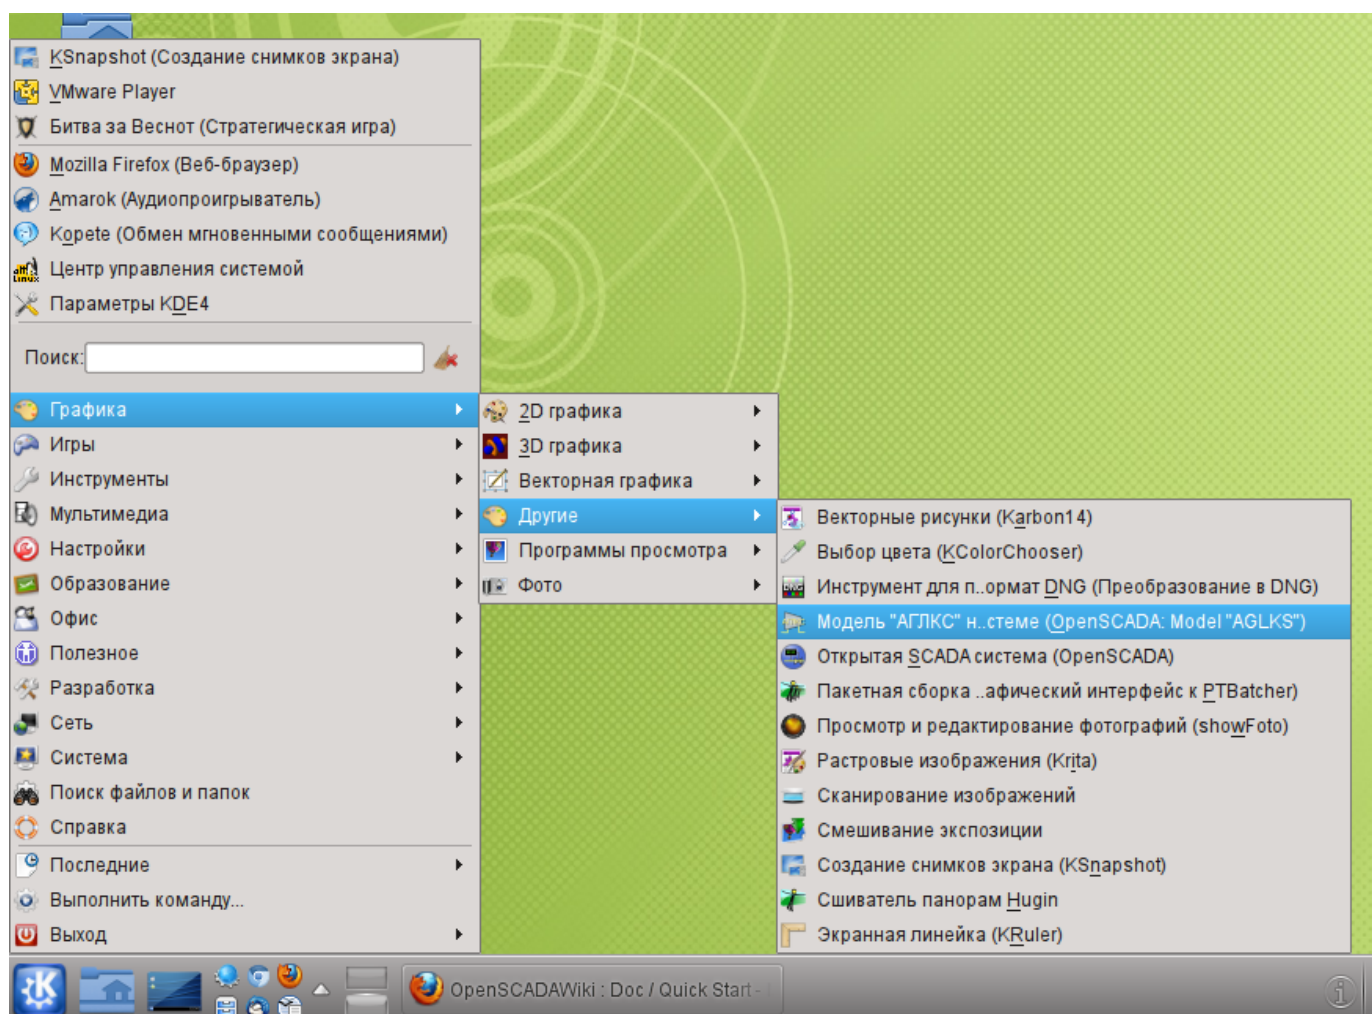 KSnapshot (Создание снимков экрана)
VMware Player
Битва за Веснот (Стратегическая игра)
Mozilla Firefox (Веб-браузер)
Amarok (Аудиопроигрыватель)
Kopete (Обмен мгновенными сообщениями)
Центр управления системой
Параметры KDE4
Поиск:
Графика
Игры
Инструменты
Мультимедиа
Настройки
Образование
Офис
Полезное
Разработка
Сеть
Система
Поиск файлов и папок
Справка
Последние
Выполнить команду...
Выход
2D графика
3D графика
Векторная графика
Другие
Программы просмотра
Фото
Векторные рисунки (Karbon14)
Выбор цвета (KColorChooser)
Инструмент для п..ормат DNG (Преобразование в DNG)
Модель "АГЛКС" н..стеме (OpenSCADA: Model "AGLKS")
Открытая SCADA система (OpenSCADA)
Пакетная сборка ..афический интерфейс к PTBatcher)
Просмотр и редактирование фотографий (showFoto)
Растровые изображения (Krita)
Сканирование изображений
Смешивание экспозиции
Создание снимков экрана (KSnapshot)
Сшиватель панорам Hugin
Экранная линейка (KRuler)
OpenSCADAWiki : Doc / Quick Start -